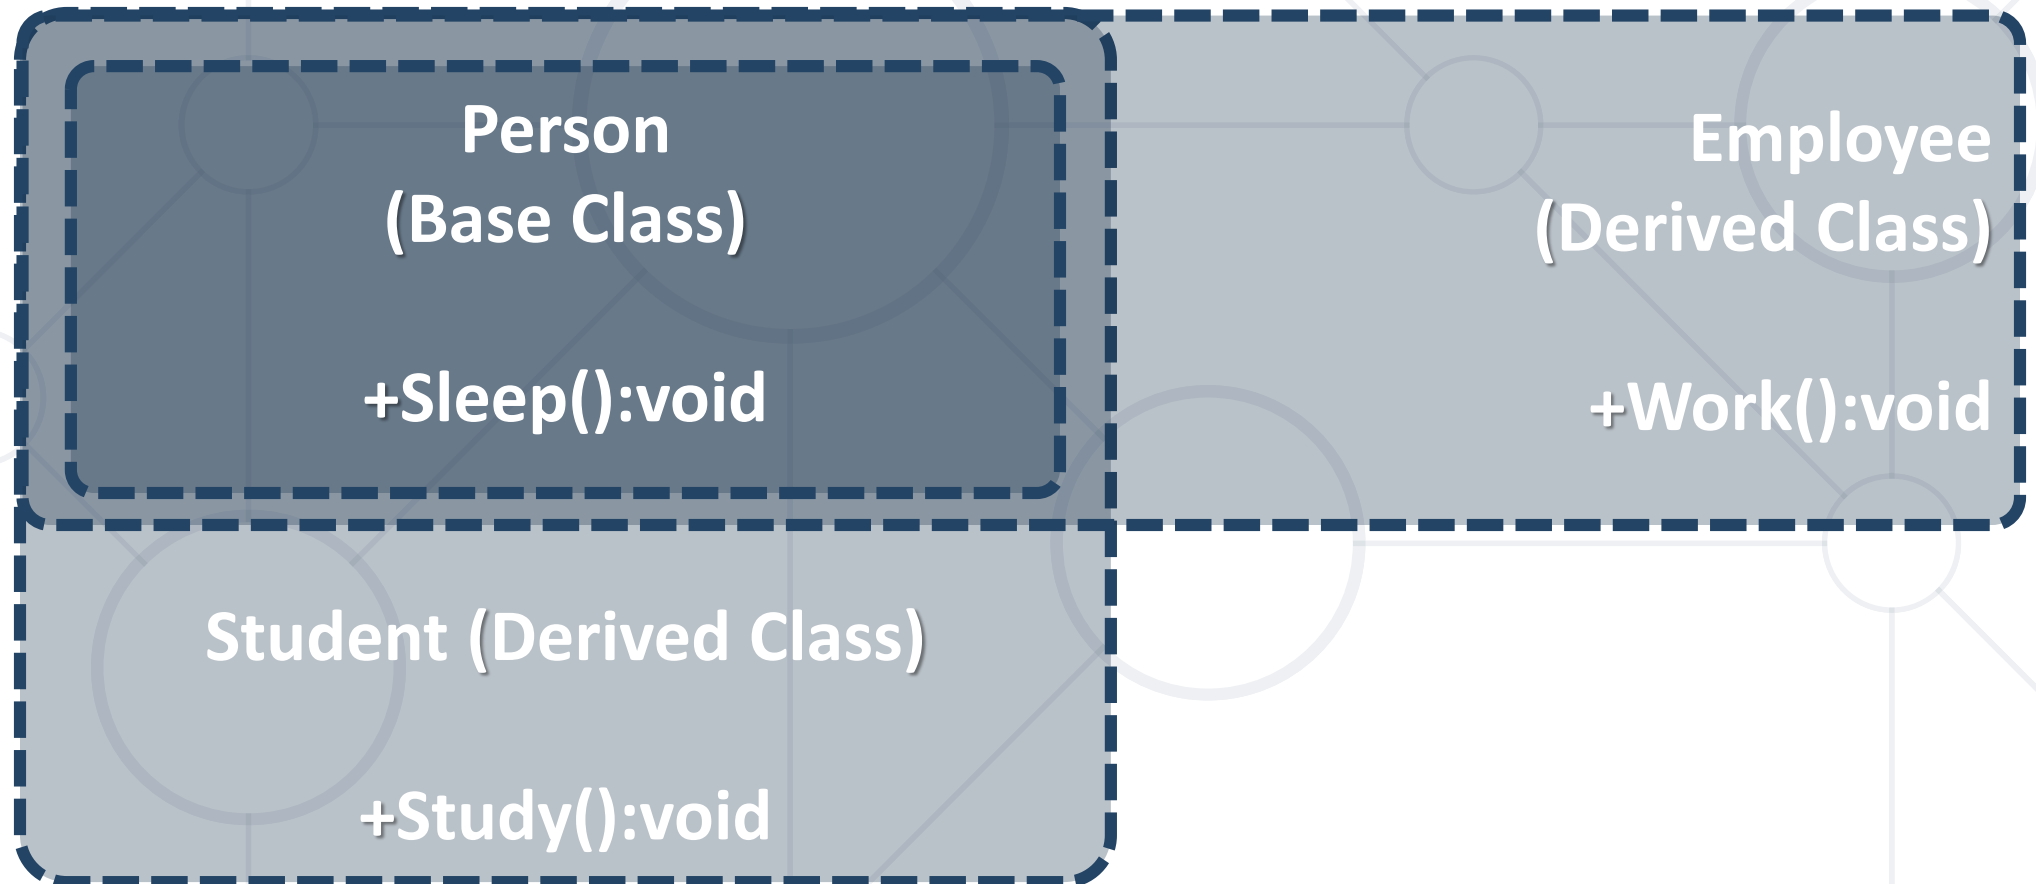 Person
(Base Class)
+Sleep():void
Employee
(Derived Class)
+Work():void
Student (Derived Class)
+Study():void